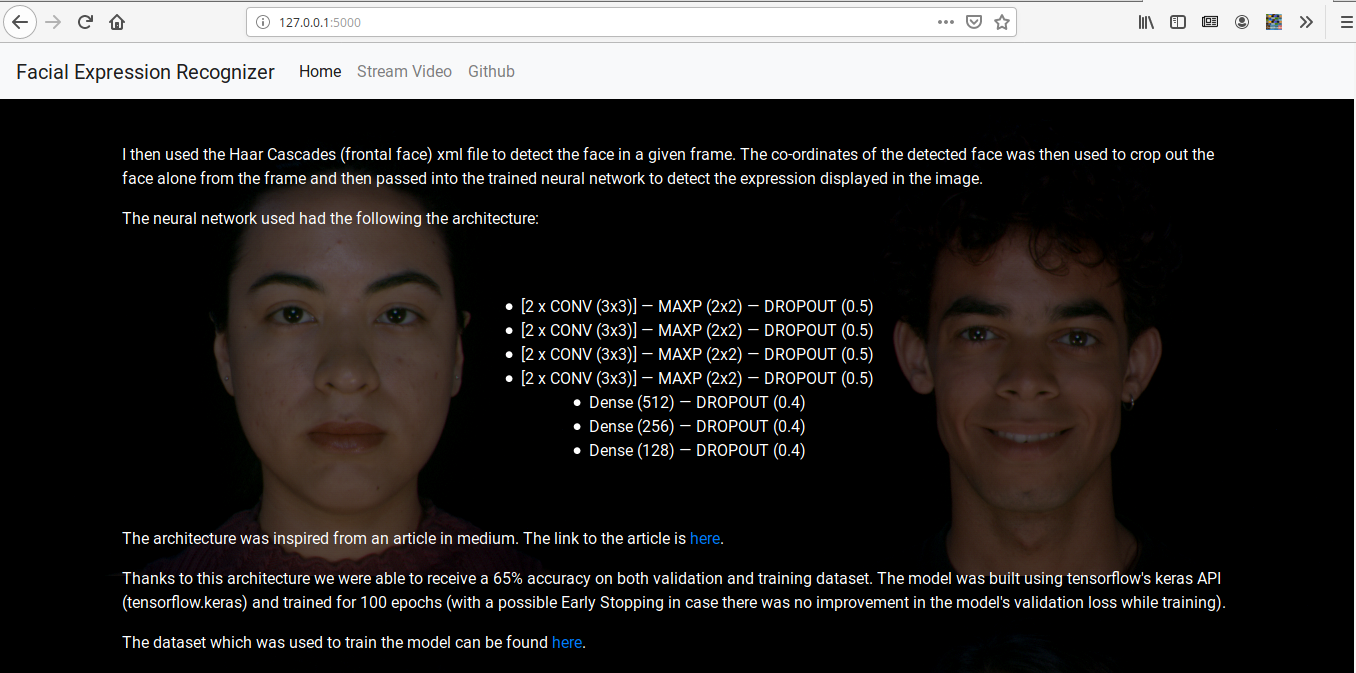 127.0.0.1:5000
Facial Expression Recognizer Home Stream Video Github
I then used the Haar Cascades (frontal face) xml file to detect the face in a given frame. The co-ordinates of the detected face was then used to crop out the
face alone from the frame and then passed into the trained neural network to detect the expression displayed in the image.
The neural network used had the following the architecture:
• [2 x CONV (3x3)] — MAXP (2x2) — DROPOUT (0.5)
• [2 x CONV (3x3)] — MAXP (2x2) — DROPOUT (0.5)
• [2 x CONV (3x3)] — MAXP (2x2) — DROPOUT (0.5)
• [2 x CONV (3x3)] — MAXP (2x2) — DROPOUT (0.5)
• Dense (512) — DROPOUT (0.4)
• Dense (256) — DROPOUT (0.4)
• Dense (128) — DROPOUT (0.4)
The architecture was inspired from an article in medium. The link to the article is here.
Thanks to this architecture we were able to receive a 65% accuracy on both validation and training dataset. The model was built using tensorflow's keras API
(tensorflow.keras) and trained for 100 epochs (with a possible Early Stopping in case there was no improvement in the model's validation loss while training).
The dataset which was used to train the model can be found here.